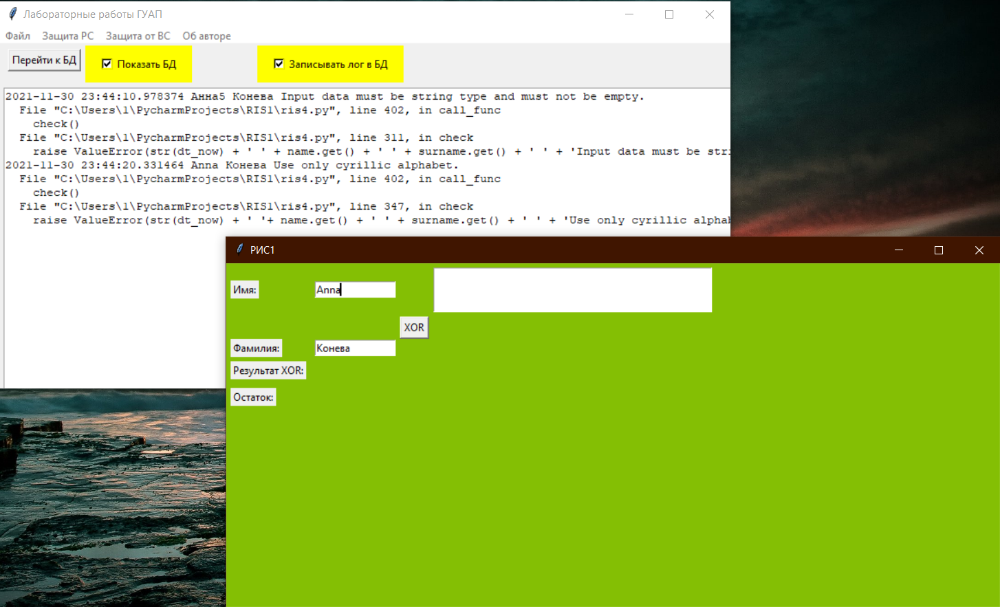 Лабораторные работы ГУАП
Файл Защита РС Защита от ВС Об авторе
Перейти к БД Показать БД Записывать лог в БД
2021-11-30 23:44:10.978374 Анна5 Конева Input data must be string type and must not be empty.
File "C:\Users\1\PycharmProjects\RIS1\ris4.py", line 402, in call_func
check()
File "C:\Users\1\PycharmProjects\RIS1\ris4.py", line 311, in check
raise ValueError(str(dt_now) + ' ' + name.get() + ' ' + surname.get() + ' ' + 'Input data must be stri
2021-11-30 23:44:20.331464 Anna Конева Use only cyrillic alphabet.
File "C:\Users\1\PycharmProjects\RIS1\ris4.py", line 402, in call_func
check()
File "C:\Users\1\PycharmProjects\RIS1\ris4.py", line 347, in check
raise ValueError(str(dt_now) + ' '+ name.get() + ' ' + surname.get() + ' ' + 'Use only cyrillic alphab
РИС1
Имя: Anna
XOR
Фамилия: Конева
Результат XOR:
Остаток: